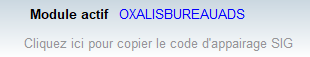 Module actif OXALISBUREAUADS
Cliquez ici pour copier le code d'appairage SIG